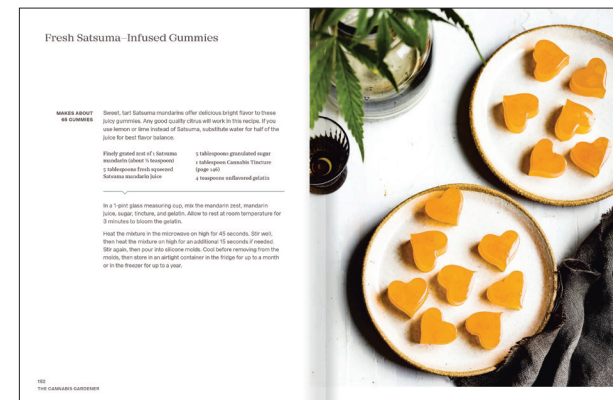 Fresh Satsuma–Infused Gummies
MAKES ABOUT
66 GUMMIES
Sweet, tart Satsuma mandarins offer delicious bright flavor to these
juicy gummies. Any good quality citrus will work in this recipe. If you
use lemon or lime instead of Satsuma, substitute water for half of the
juice for best flavor balance.
Finely grated zest of 1 Satsuma
mandarin (about ½ teaspoon)
5 tablespoons fresh squeezed
Satsuma mandarin juice
5 tablespoons granulated sugar
1 tablespoon Cannabis Tincture
(page 146)
4 teaspoons unflavored gelatin
In a 1-pint glass measuring cup, mix the mandarin zest, mandarin
juice, sugar, tincture, and gelatin. Allow to rest at room temperature for
3 minutes to bloom the gelatin.
Heat the mixture in the microwave on high for 45 seconds. Stir well,
then heat the mixture on high for an additional 15 seconds if needed.
Stir again, then pour into silicone molds. Cool before removing from the
molds, then store in an airtight container in the fridge for up to a month
or in the freezer for up to a year.
THE CANNABIS GARDENER